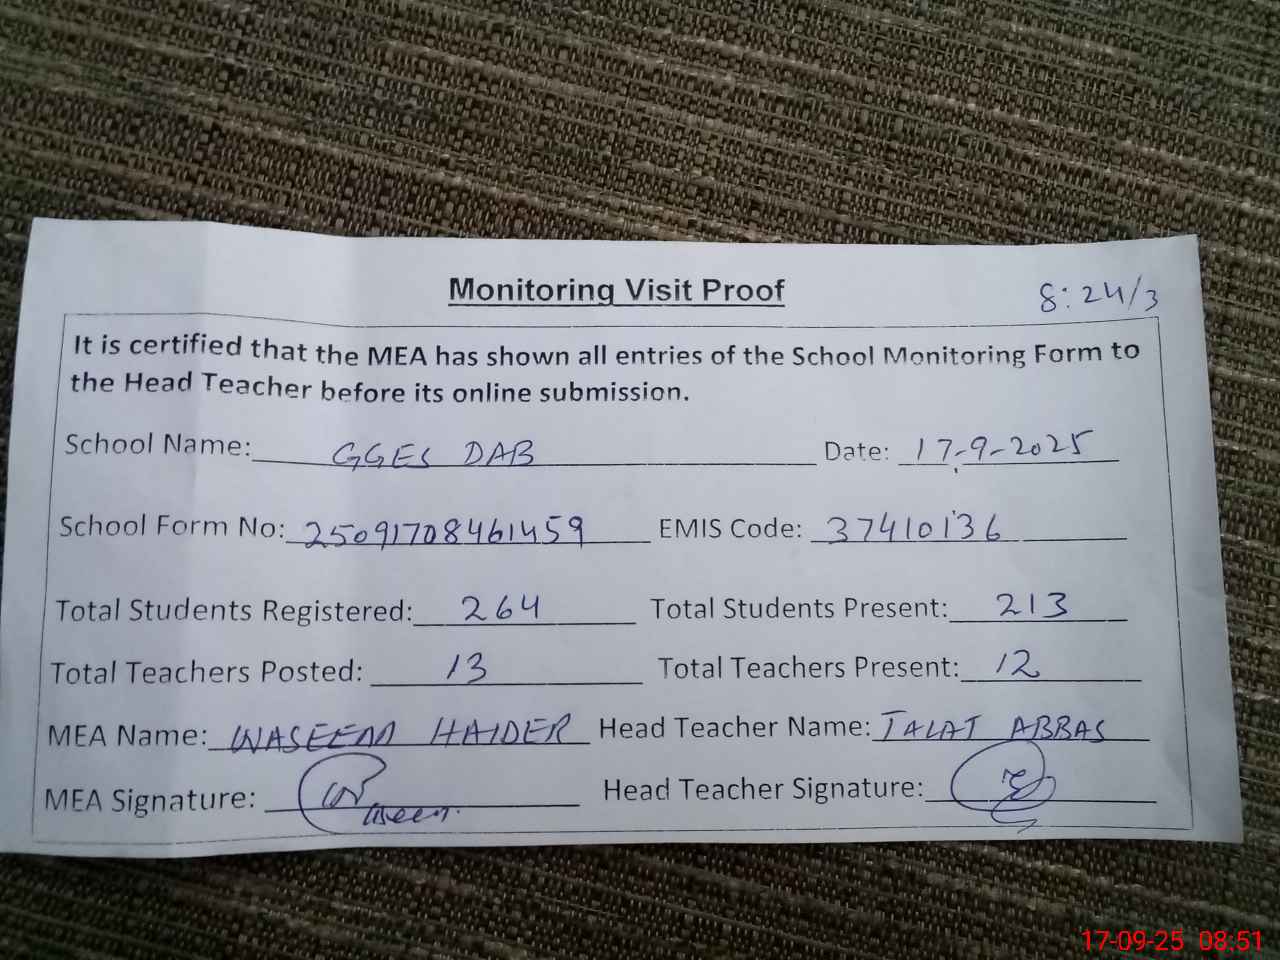 Monitoring Visit Proof
8:24/3
It is certified that the MEA has shown all entries of the School Monitoring Form to
the Head Teacher before its online submission.
School Name: GGES DAB Date: 17-9-2025
School Form No: 25091708461459 EMIS Code: 37410136
Total Students Registered: 264 Total Students Present: 213
Total Teachers Posted: 13 Total Teachers Present: 12
MEA Name: WASEEM HAIDER Head Teacher Name: TALAT ABBAS
MEA Signature: Waseem. Head Teacher Signature:
17-09-25 08:51